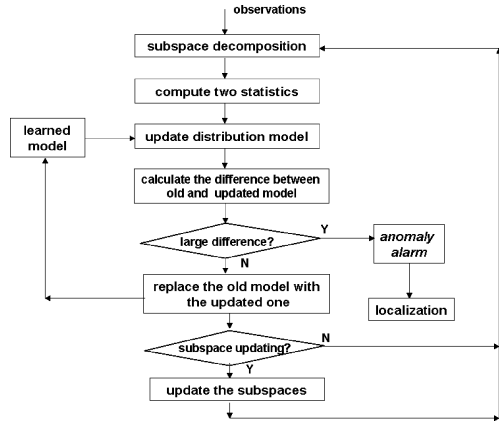 observations
subspace decomposition
compute two statistics
learned
model
update distribution model
calculate the difference between
old and updated model
large difference?
Y
anomaly
alarm
N
replace the old model with
the updated one
localization
subspace updating?
N
Y
update the subspaces